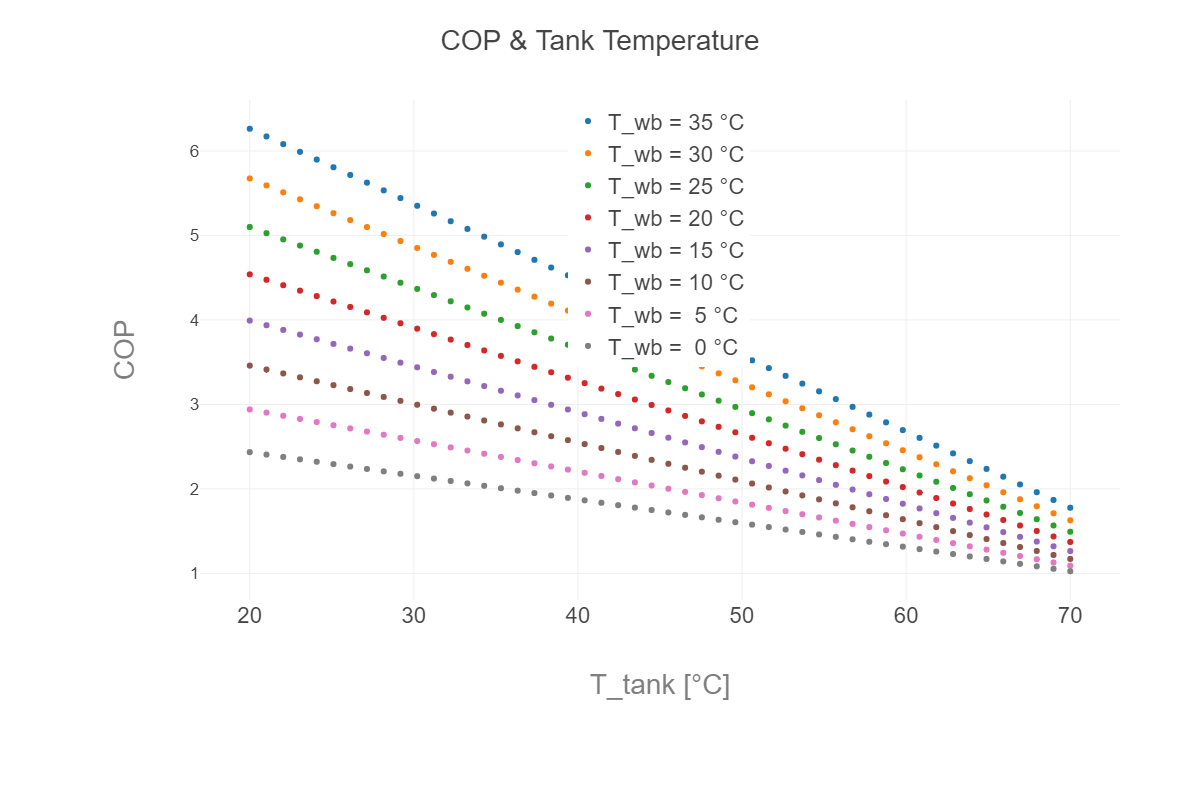 COP & Tank Temperature
T_wb = 35 °C
T_wb = 30 °C
T_wb = 25 °C
T_wb = 20 °C
T_wb = 15 °C
T_wb = 10 °C
T_wb =  5 °C
T_wb =  0 °C
6
5
4
3
2
1
COP
20 30 40 50 60 70
T_tank [°C]